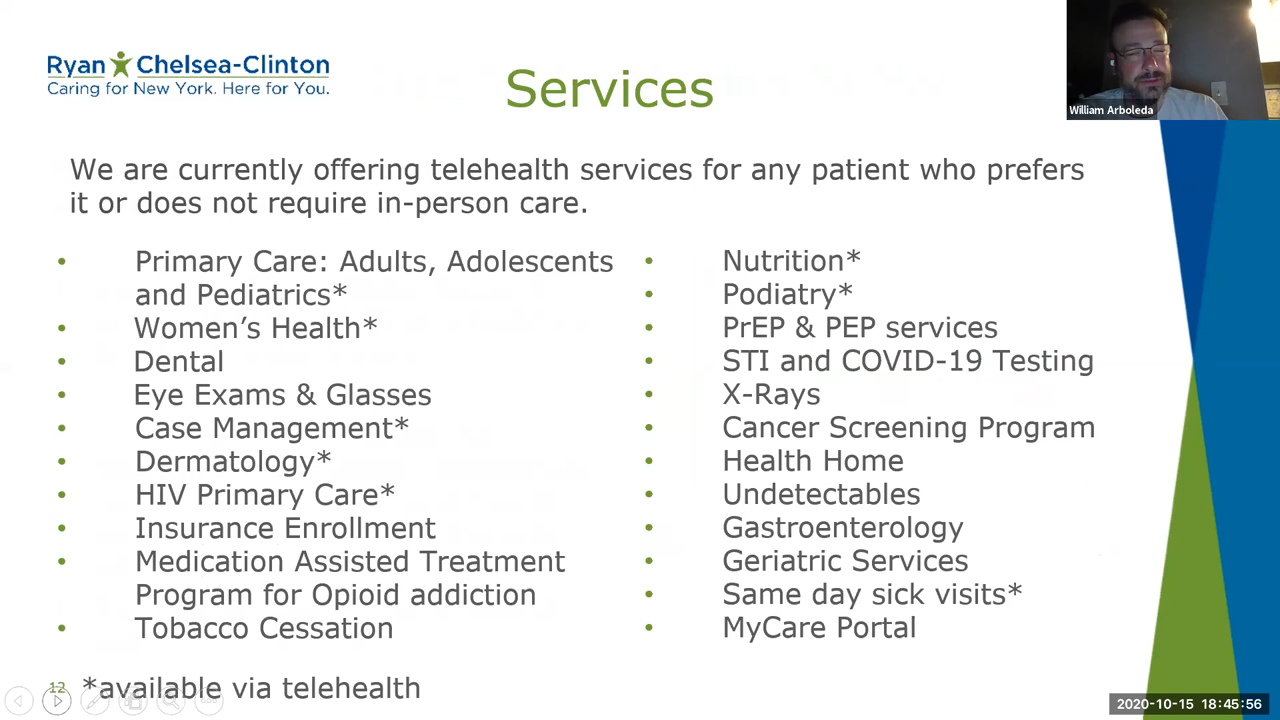 Ryan Chelsea-Clinton
Caring for New York. Here for You.
Services
William Arboleda
We are currently offering telehealth services for any patient who prefers
it or does not require in-person care.
• Primary Care: Adults, Adolescents
and Pediatrics*
• Women’s Health*
• Dental
• Eye Exams & Glasses
• Case Management*
• Dermatology*
• HIV Primary Care*
• Insurance Enrollment
• Medication Assisted Treatment
Program for Opioid addiction
• Tobacco Cessation
• Nutrition*
• Podiatry*
• PrEP & PEP services
• STI and COVID-19 Testing
• X-Rays
• Cancer Screening Program
• Health Home
• Undetectables
• Gastroenterology
• Geriatric Services
• Same day sick visits*
• MyCare Portal
12
*available via telehealth
2020-10-15 18:45:56